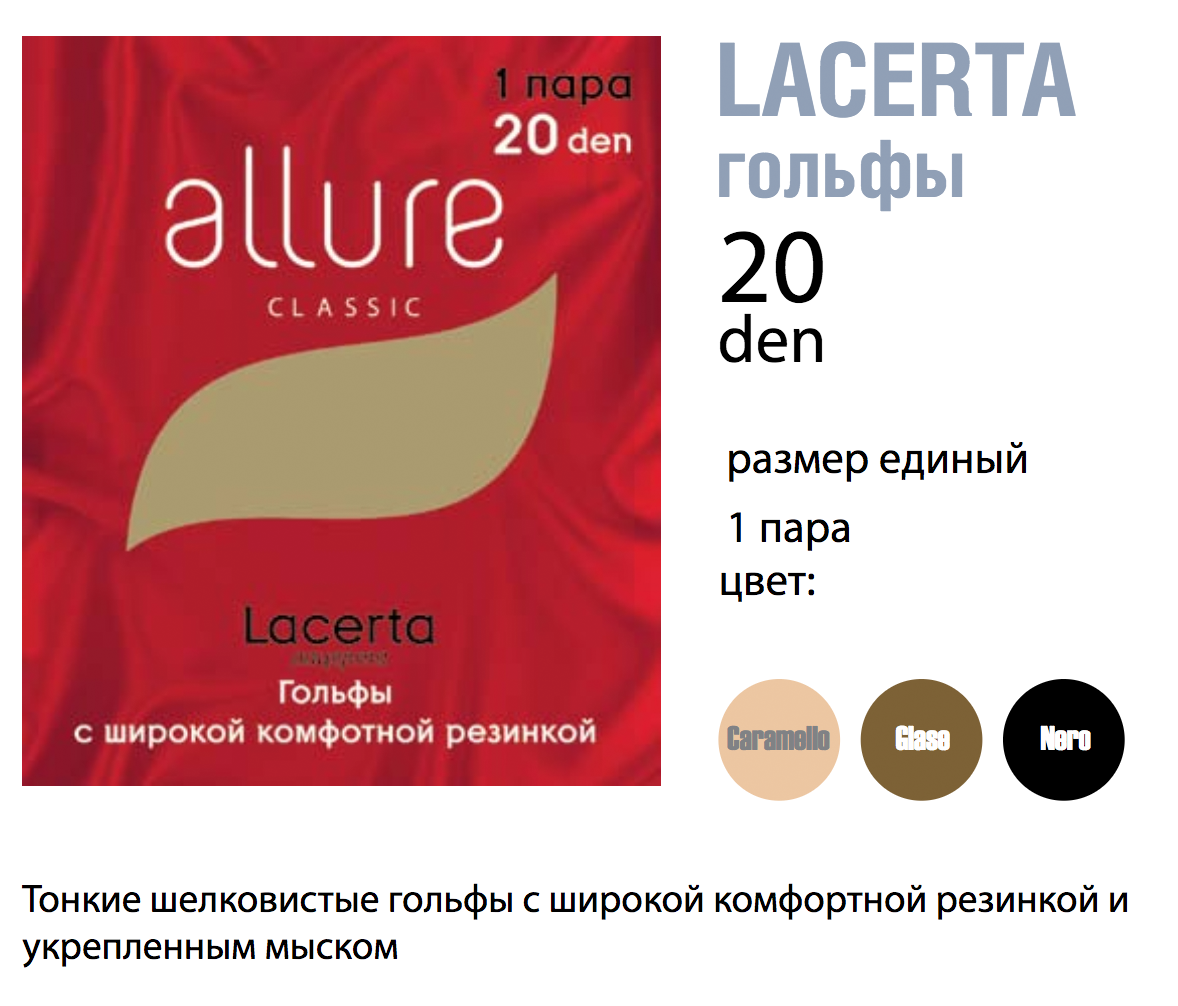 1 пара
20 den
allure
CLASSIC
Lacerta
Гольфы
с широкой комфотной резинкой
LACERTA
гольфы
20
den
размер единый
1 пара
цвет:
Caramello
Glase
Nero
Тонкие шелковистые гольфы с широкой комфортной резинкой и
укрепленным мыском